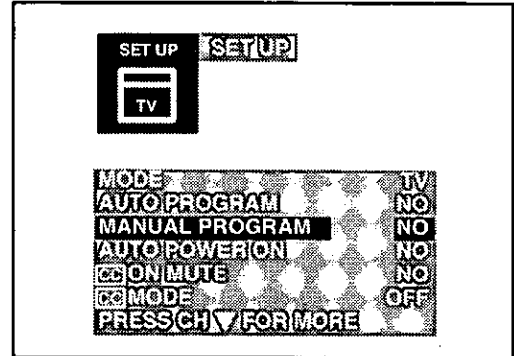 SET UP SET UP
TV
MODE TV
AUTO PROGRAM NO
MANUAL PROGRAM NO
AUTO POWER ON NO
CC ON MUTE NO
CC MODE OFF
PRESS CH ▼ FOR MORE